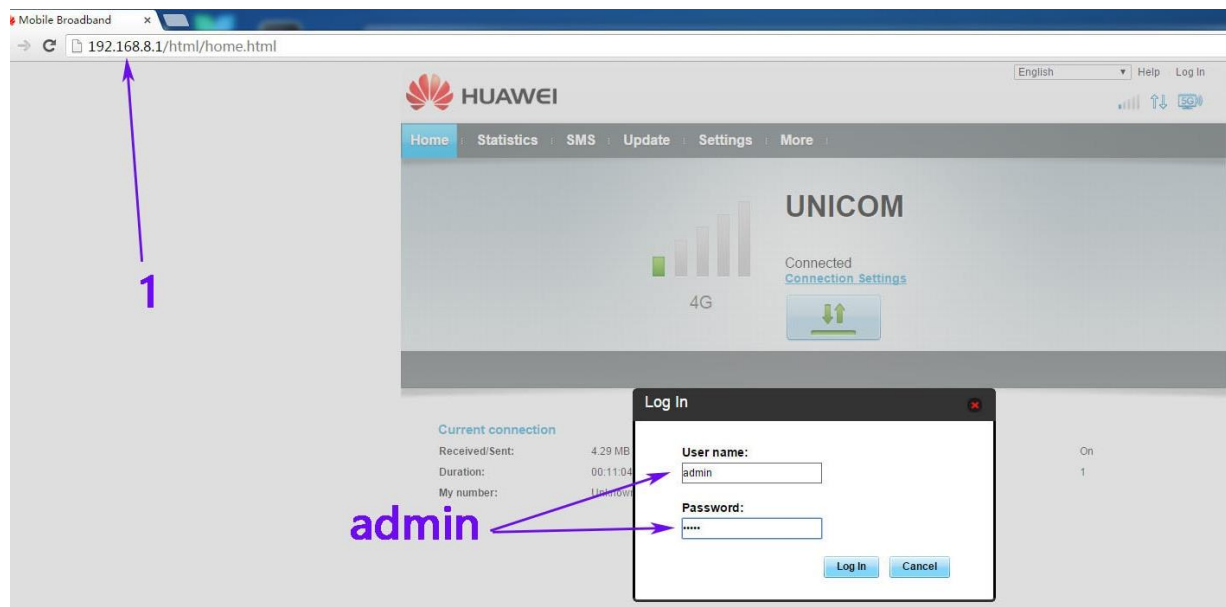 Mobile Broadband ×
192.168.8.1/html/home.html
English Help Log In
HUAWEI
5G
Home Statistics SMS Update Settings More
UNICOM
Connected
Connection Settings
4G
1
Log In
Current connection
Received/Sent: 4.29 MB
User name:
On
Duration: 00:11:04
admin
1
My number: Unknown
Password:
admin
•••••
Log In Cancel